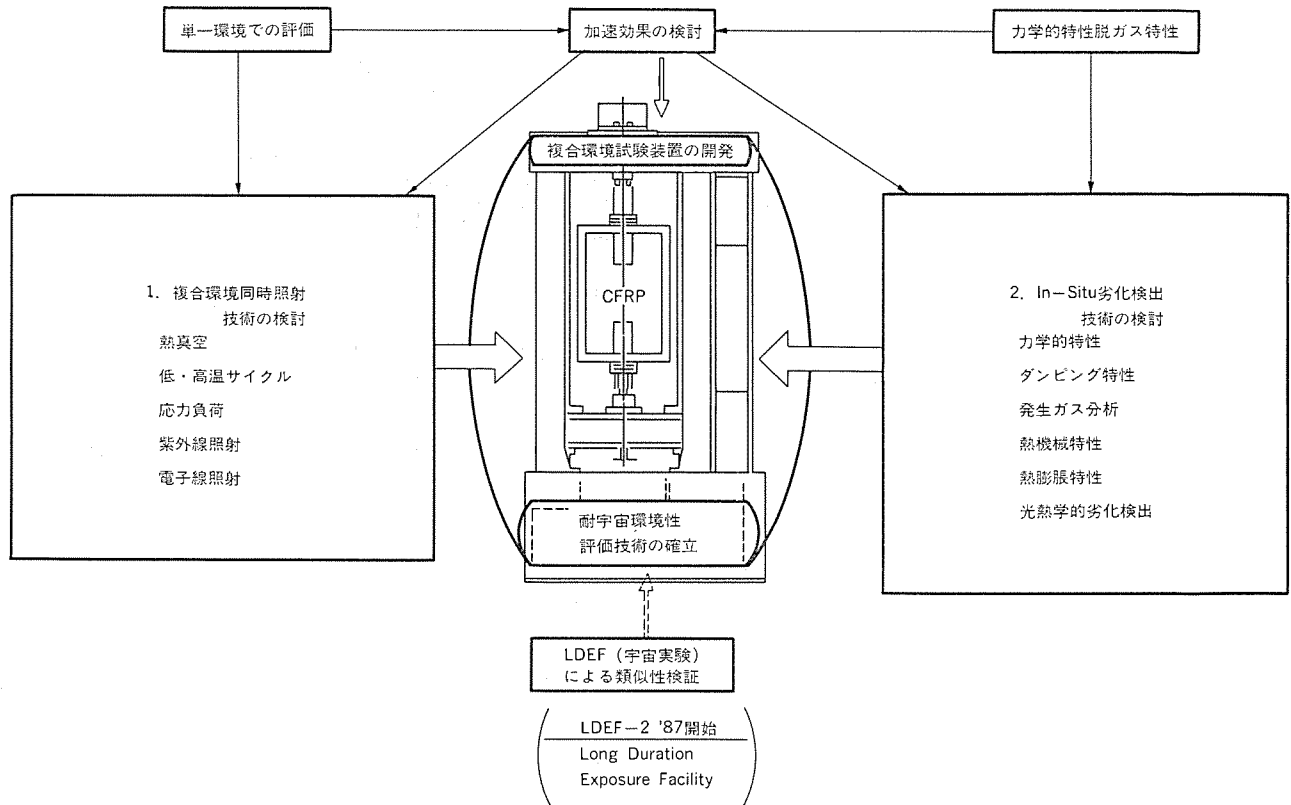 単一環境での評価
加速効果の検討
力学的特性脱ガス特性
複合環境試験装置の開発
1. 複合環境同時照射
技術の検討
熱真空
低・高温サイクル
応力負荷
紫外線照射
電子線照射
CFRP
2. In-Situ劣化検出
技術の検討
力学的特性
ダンピング特性
発生ガス分析
熱機械特性
熱膨脹特性
光熱学的劣化検出
耐宇宙環境性
評価技術の確立
LDEF (宇宙実験)
による類似性検証
LDEF-2 '87開始
Long Duration
Exposure Facility